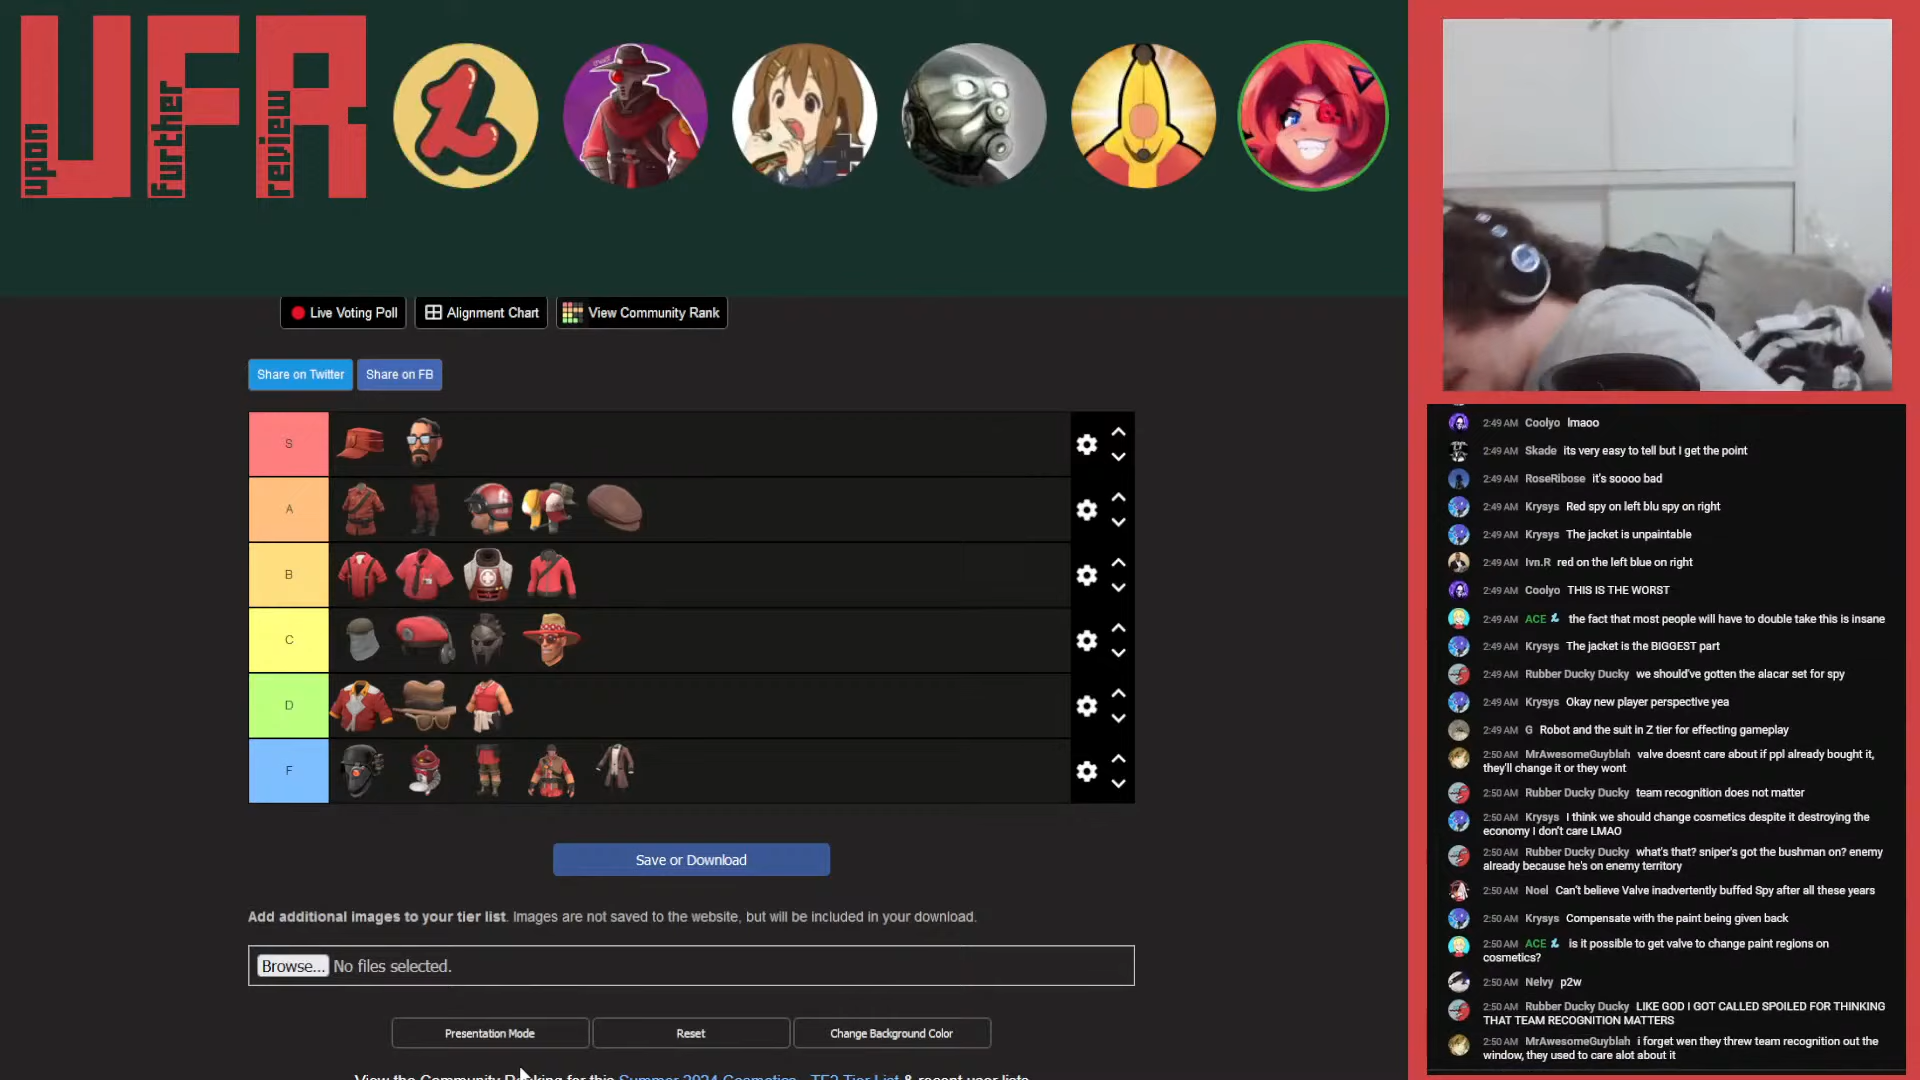 UFR
upon
further
review
Live Voting Poll
Alignment Chart
View Community Rank
Share on Twitter
Share on FB
S
A
B
C
D
F
Save or Download
Add additional images to your tier list. Images are not saved to the website, but will be included in your download.
Browse... No files selected.
Presentation Mode
Reset
Change Background Color
View the Community Ranking for this Summer 2024 Cosmetics - TF2 Tier List & recent user lists
2:49 AM Coolyo lmaoo
2:49 AM Skade its very easy to tell but I get the point
2:49 AM RoseRibose it's soooo bad
2:49 AM Krysys Red spy on left blu spy on right
2:49 AM Krysys The jacket is unpaintable
2:49 AM Ivn.R red on the left blue on right
2:49 AM Coolyo THIS IS THE WORST
2:49 AM ACE the fact that most people will have to double take this is insane
2:49 AM Krysys The jacket is the BIGGEST part
2:49 AM Rubber Ducky Ducky we should've gotten the alacar set for spy
2:49 AM Krysys Okay new player perspective yea
2:49 AM G Robot and the suit in Z tier for effecting gameplay
2:50 AM MrAwesomeGuyblah valve doesnt care about if ppl already bought it,
they'll change it or they wont
2:50 AM Rubber Ducky Ducky team recognition does not matter
2:50 AM Krysys I think we should change cosmetics despite it destroying the
economy I don't care LMAO
2:50 AM Rubber Ducky Ducky what's that? sniper's got the bushman on? enemy
already because he's on enemy territory
2:50 AM Noel Can't believe Valve inadvertently buffed Spy after all these years
2:50 AM Krysys Compensate with the paint being given back
2:50 AM ACE is it possible to get valve to change paint regions on
cosmetics?
2:50 AM Nelvy p2w
2:50 AM Rubber Ducky Ducky LIKE GOD I GOT CALLED SPOILED FOR THINKING
THAT TEAM RECOGNITION MATTERS
2:50 AM MrAwesomeGuyblah i forget wen they threw team recognition out the
window, they used to care alot about it